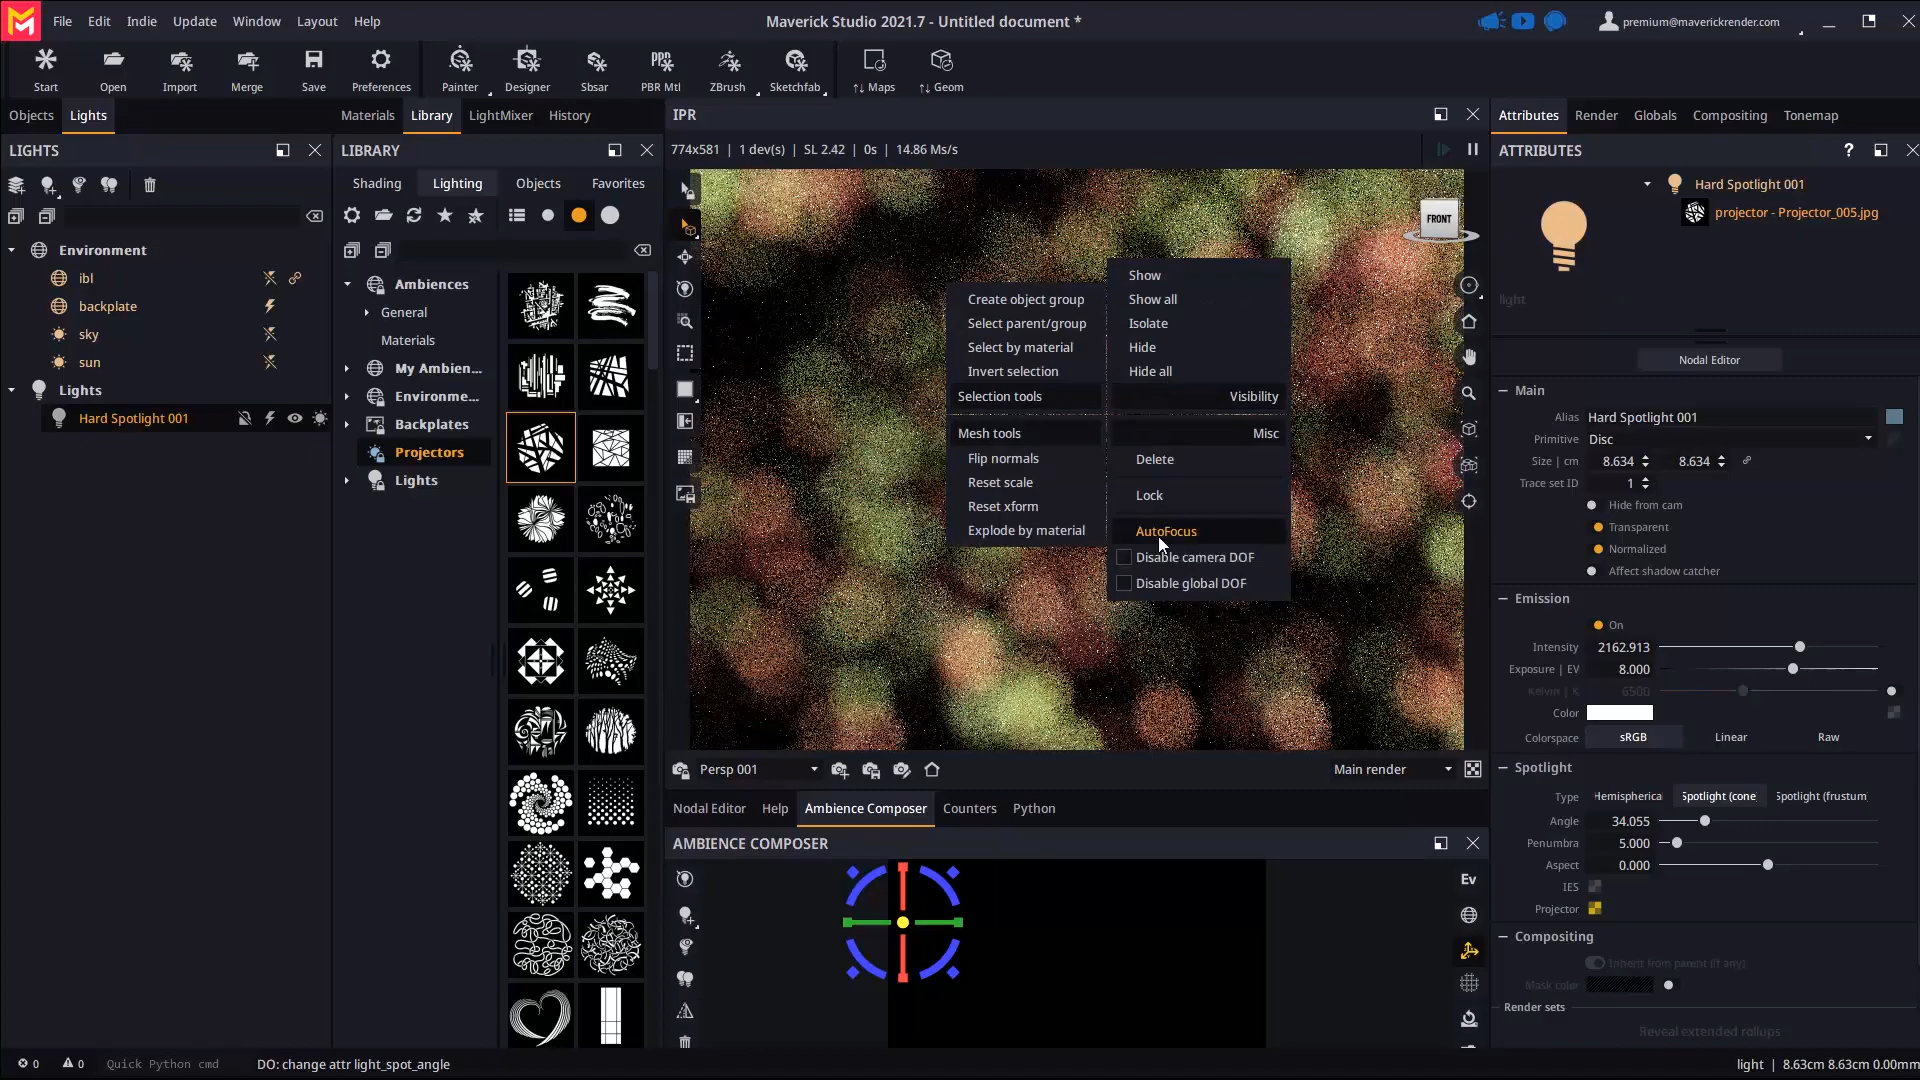 File Edit Indie Update Window Layout Help
Maverick Studio 2021.7 - Untitled document *
premium@maverickrender.com
Start Open Import Merge Save Preferences Painter Designer Sbsar PBR Mtl ZBrush Sketchfab Maps Geom
Objects Lights
LIGHTS
Environment
ibl
backplate
sky
sun
Lights
Hard Spotlight 001
Materials Library LightMixer History
LIBRARY
Shading Lighting Objects Favorites
Ambiences
General
Materials
My Ambien...
Environme...
Backplates
Projectors
Lights
IPR
774x581 | 1 dev(s) | SL 2.42 | 0s | 14.86 Ms/s
FRONT
Create object group
Select parent/group
Select by material
Invert selection
Selection tools
Mesh tools
Flip normals
Reset scale
Reset xform
Explode by material
Show
Show all
Isolate
Hide
Hide all
Visibility
Misc
Delete
Lock
AutoFocus
Disable camera DOF
Disable global DOF
Persp 001
Main render
Nodal Editor Help Ambience Composer Counters Python
AMBIENCE COMPOSER
Ev
Attributes Render Globals Compositing Tonemap
ATTRIBUTES
?
Hard Spotlight 001
projector - Projector_005.jpg
light
Nodal Editor
Main
Alias Hard Spotlight 001
Primitive Disc
Size | cm 8.634 8.634
Trace set ID 1
Hide from cam
Transparent
Normalized
Affect shadow catcher
Emission
On
Intensity 2162.913
Exposure | EV 8.000
Kelvin | K 6500
Color
Colorspace sRGB Linear Raw
Spotlight
Type Hemispherical Spotlight (cone Spotlight (frustum
Angle 34.055
Penumbra 5.000
Aspect 0.000
IES
Projector
Compositing
Inherit from parent (if any)
Mask color
Render sets
Reveal extended rollups
0 0 Quick Python cmd DO: change attr light_spot_angle
light | 8.63cm 8.63cm 0.00mm